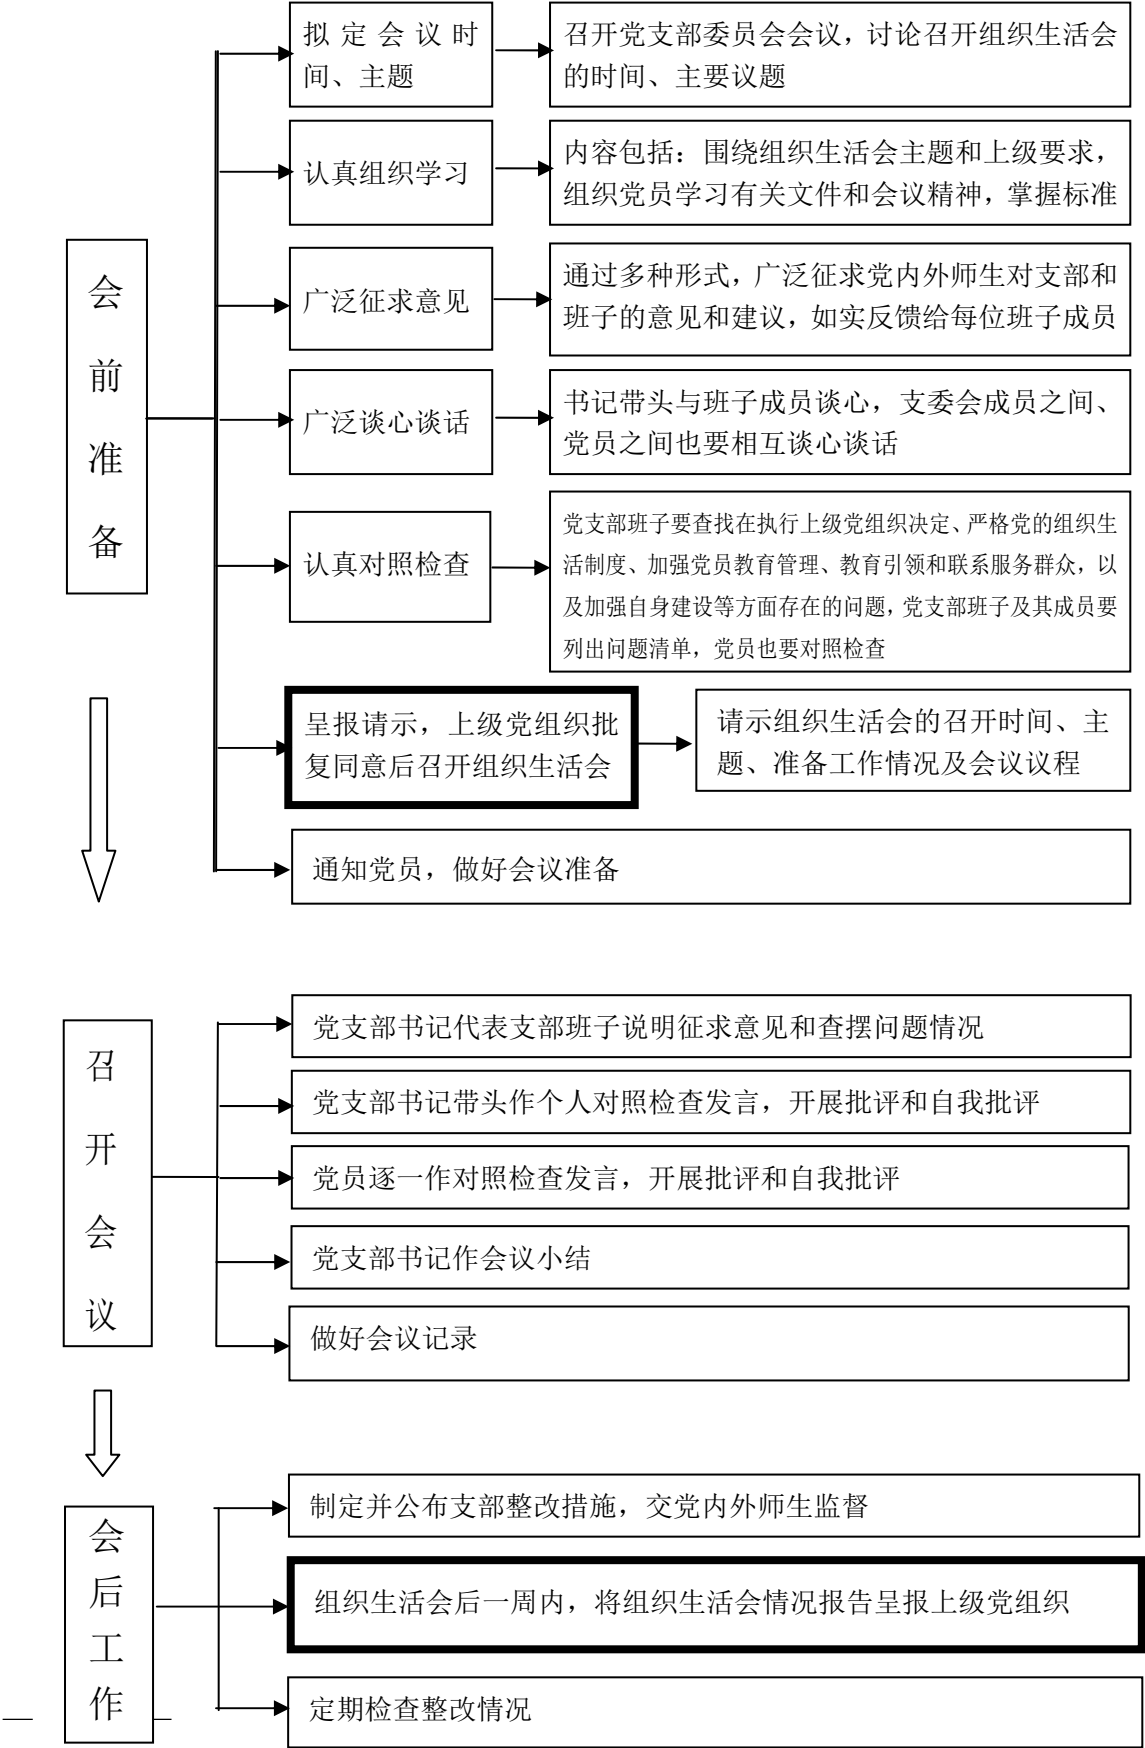 拟定会议时
间、主题
召开党支部委员会会议，讨论召开组织生活会
的时间、主要议题
认真组织学习
内容包括：围绕组织生活会主题和上级要求，
组织党员学习有关文件和会议精神，掌握标准
广泛征求意见
通过多种形式，广泛征求党内外师生对支部和
班子的意见和建议，如实反馈给每位班子成员
会
前
准
备
广泛谈心谈话
书记带头与班子成员谈心，支委会成员之间、
党员之间也要相互谈心谈话
认真对照检查
党支部班子要查找在执行上级党组织决定、严格党的组织生
活制度、加强党员教育管理、教育引领和联系服务群众，以
及加强自身建设等方面存在的问题，党支部班子及其成员要
列出问题清单，党员也要对照检查
呈报请示，上级党组织批
复同意后召开组织生活会
请示组织生活会的召开时间、主
题、准备工作情况及会议议程
通知党员，做好会议准备
召
开
会
议
党支部书记代表支部班子说明征求意见和查摆问题情况
党支部书记带头作个人对照检查发言，开展批评和自我批评
党员逐一作对照检查发言，开展批评和自我批评
党支部书记作会议小结
做好会议记录
会
后
工
作
制定并公布支部整改措施，交党内外师生监督
组织生活会后一周内，将组织生活会情况报告呈报上级党组织
定期检查整改情况